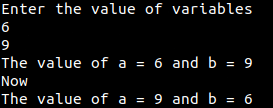 Enter the value of variables
6
9
The value of a = 6 and b = 9
Now
The value of a = 9 and b = 6